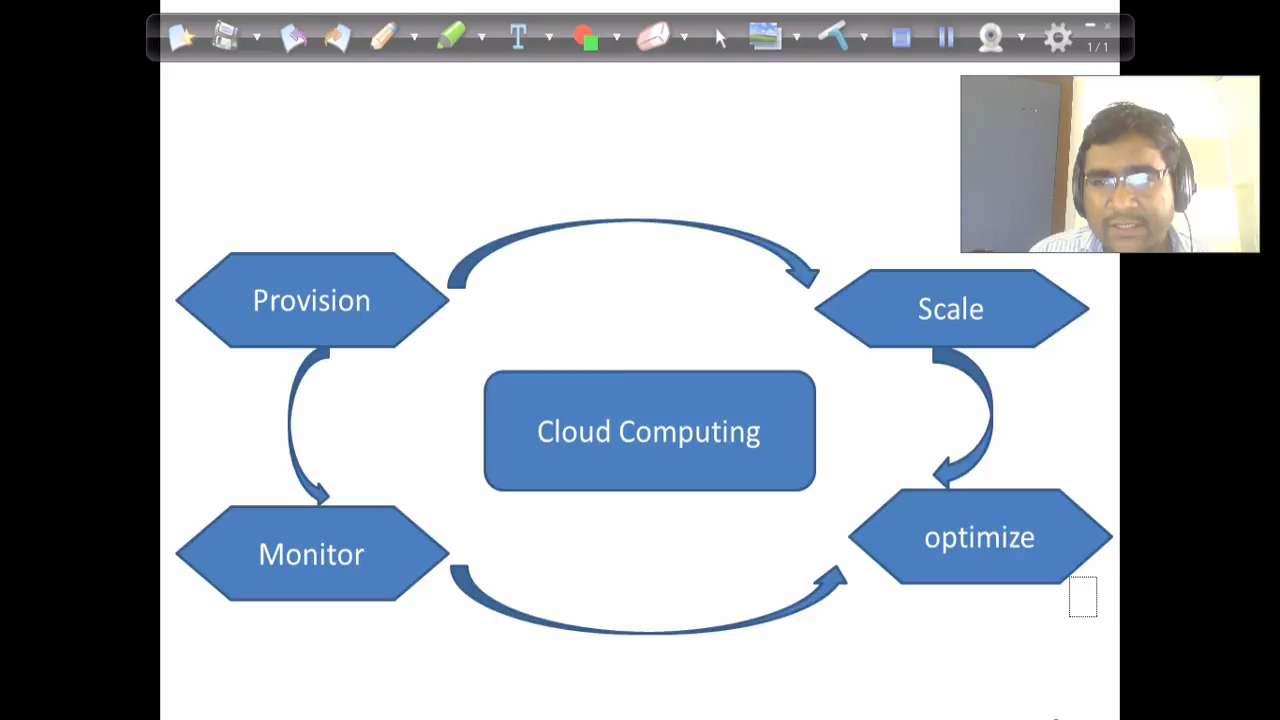 T
1/1
Provision
Scale
Cloud Computing
optimize
Monitor